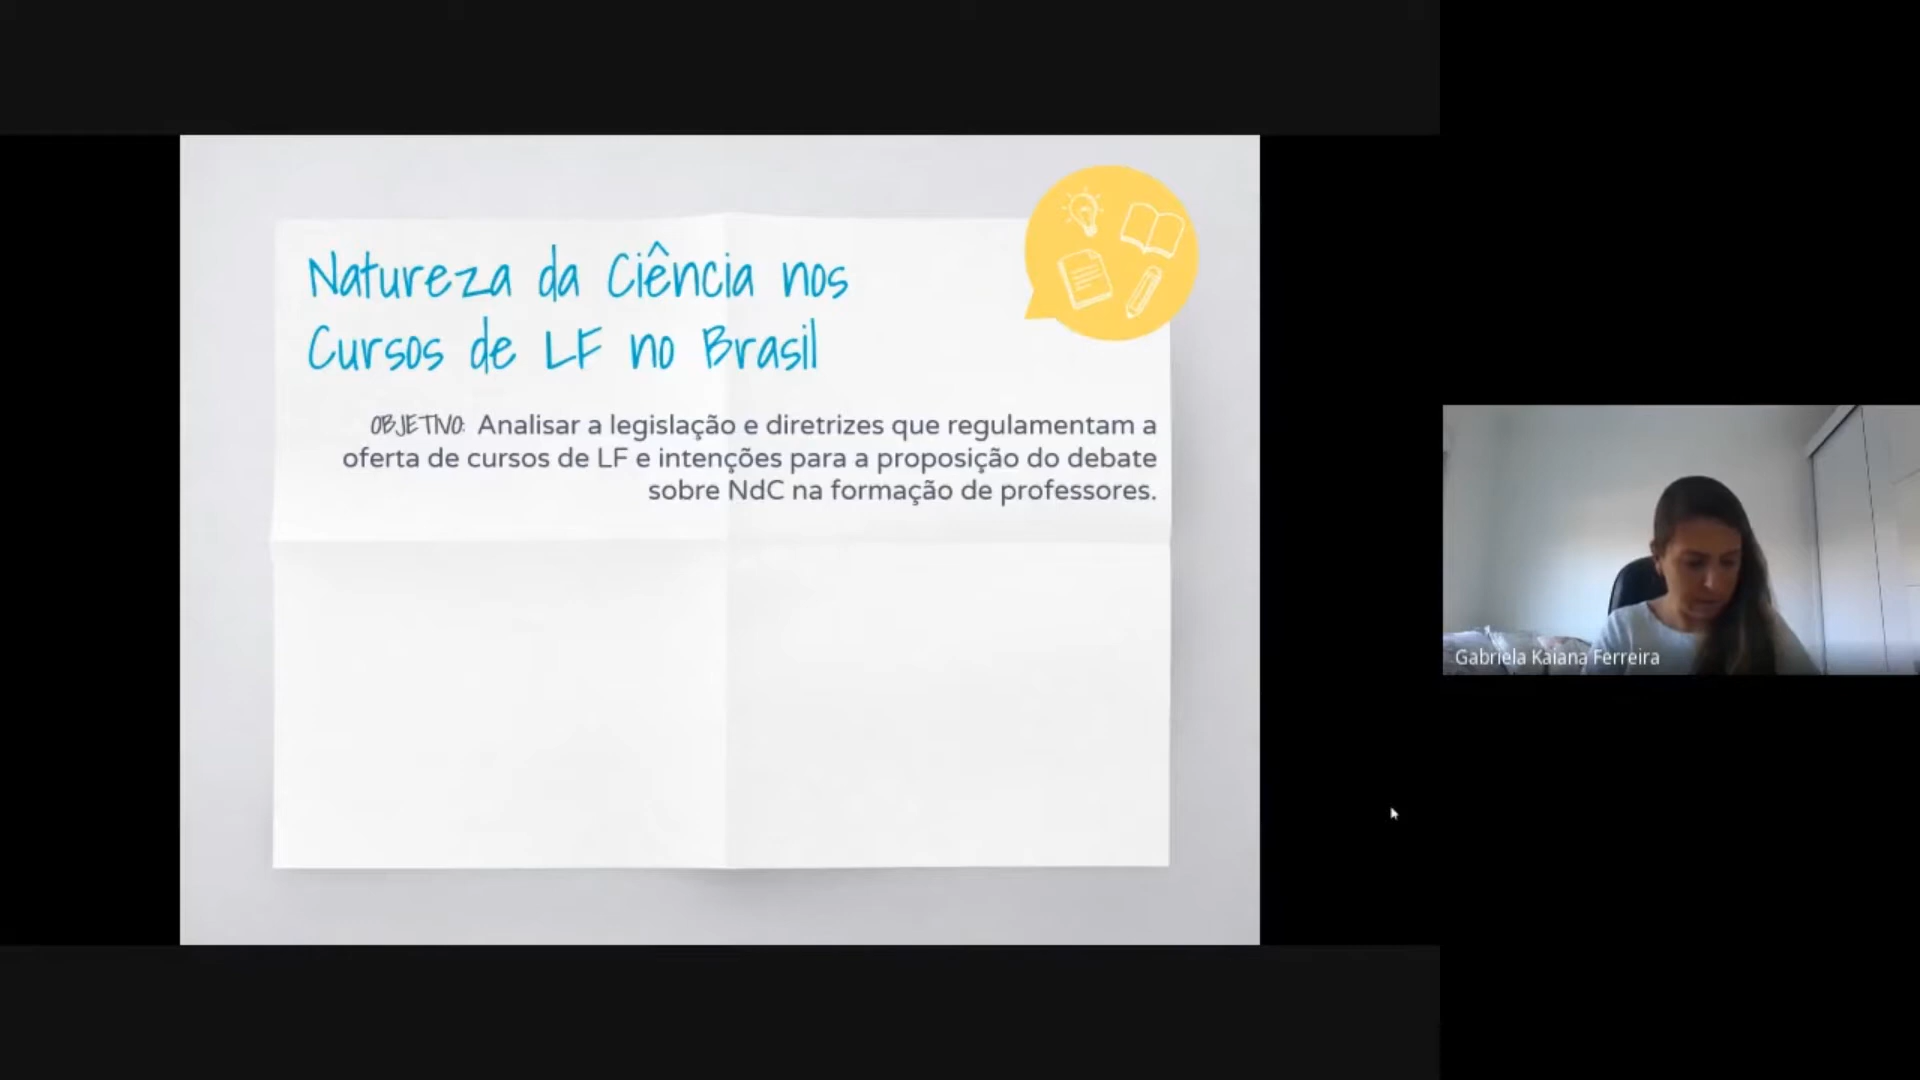 Natureza da Ciência nos
Cursos de LF no Brasil
OBJETIVO: Analisar a legislação e diretrizes que regulamentam a
oferta de cursos de LF e intenções para a proposição do debate
sobre NdC na formação de professores.
Gabriela Kaiana Ferreira